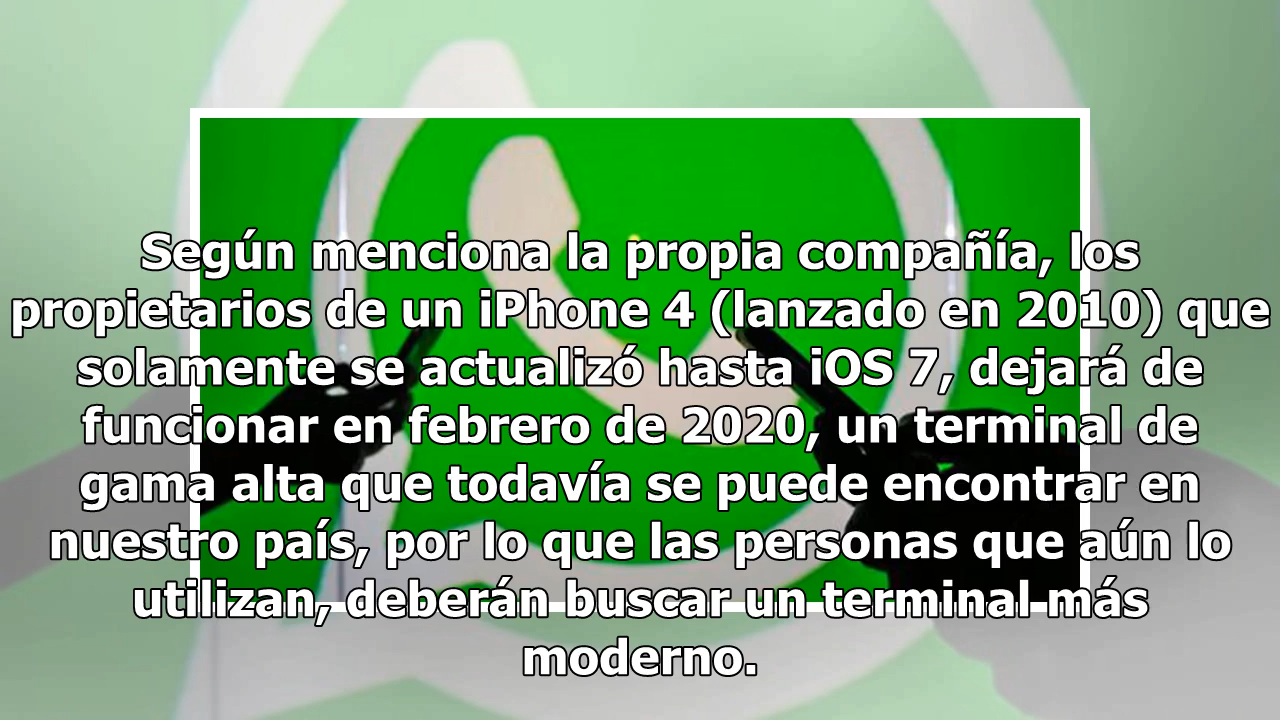 Según menciona la propia compañía, los
propietarios de un iPhone 4 (lanzado en 2010) que
solamente se actualizó hasta iOS 7, dejará de
funcionar en febrero de 2020, un terminal de
gama alta que todavía se puede encontrar en
nuestro país, por lo que las personas que aún lo
utilizan, deberán buscar un terminal más
moderno.